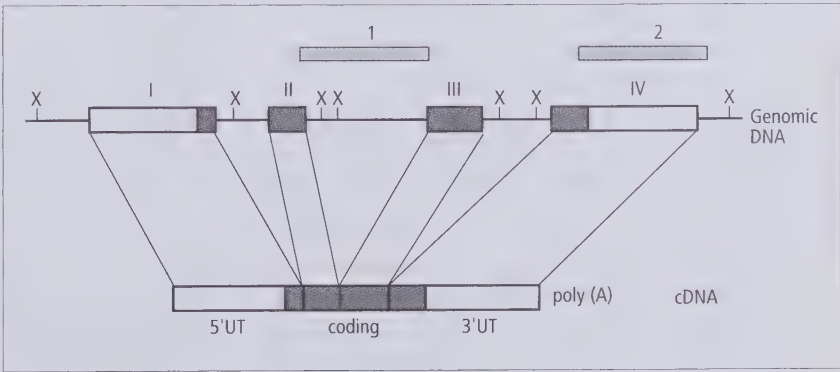 1 2
I II III IV
X X X X X X X
Genomic
DNA
poly (A) cDNA
5'UT coding 3'UT